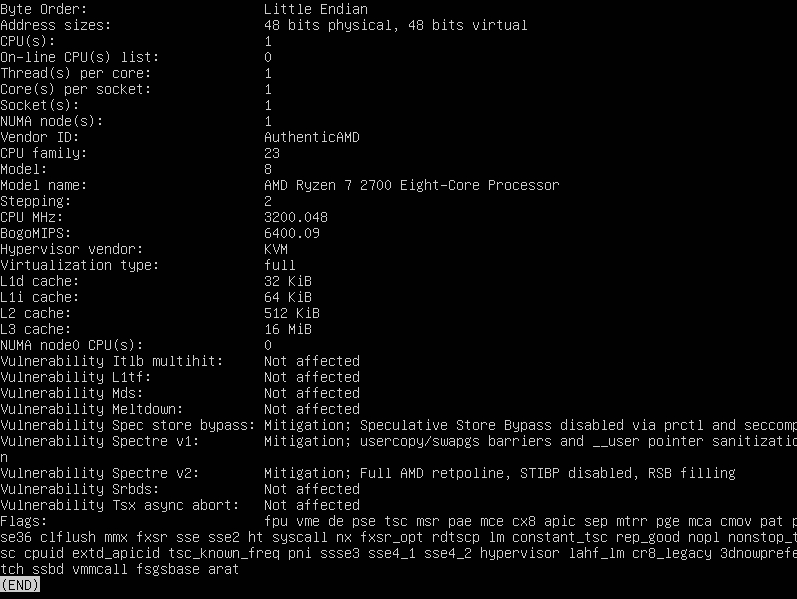 Byte Order:                      Little Endian
Address sizes:                   48 bits physical, 48 bits virtual
CPU(s):                          1
On-line CPU(s) list:             0
Thread(s) per core:              1
Core(s) per socket:              1
Socket(s):                       1
NUMA node(s):                    1
Vendor ID:                       AuthenticAMD
CPU family:                      23
Model:                           8
Model name:                      AMD Ryzen 7 2700 Eight-Core Processor
Stepping:                        2
CPU MHz:                         3200.048
BogoMIPS:                        6400.09
Hypervisor vendor:               KVM
Virtualization type:             full
L1d cache:                       32 KiB
L1i cache:                       64 KiB
L2 cache:                        512 KiB
L3 cache:                        16 MiB
NUMA node0 CPU(s):               0
Vulnerability Itlb multihit:     Not affected
Vulnerability L1tf:              Not affected
Vulnerability Mds:               Not affected
Vulnerability Meltdown:          Not affected
Vulnerability Spec store bypass: Mitigation; Speculative Store Bypass disabled via prctl and seccomp
Vulnerability Spectre v1:        Mitigation; usercopy/swapgs barriers and __user pointer sanitizatio
n
Vulnerability Spectre v2:        Mitigation; Full AMD retpoline, STIBP disabled, RSB filling
Vulnerability Srbds:             Not affected
Vulnerability Tsx async abort:   Not affected
Flags:                           fpu vme de pse tsc msr pae mce cx8 apic sep mtrr pge mca cmov pat p
se36 clflush mmx fxsr sse sse2 ht syscall nx fxsr_opt rdtscp lm constant_tsc rep_good nopl nonstop_t
sc cpuid extd_apicid tsc_known_freq pni ssse3 sse4_1 sse4_2 hypervisor lahf_lm cr8_legacy 3dnowprefe
tch ssbd vmmcall fsgsbase arat
(END)